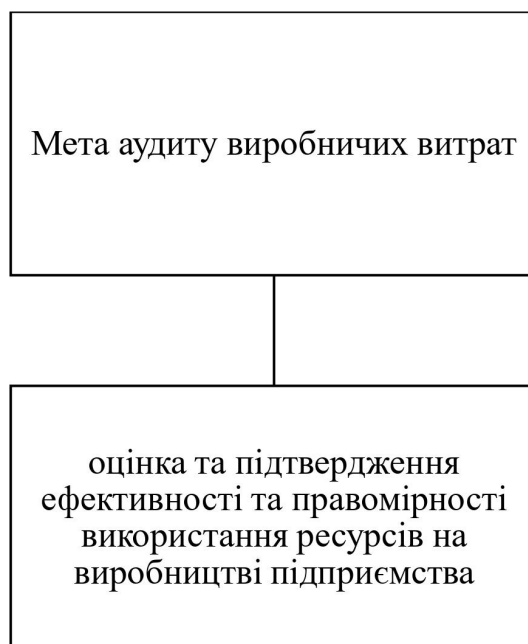 Мета аудиту виробничих витрат
оцінка та підтвердження
ефективності та правомірності
використання ресурсів на
виробництві підприємства